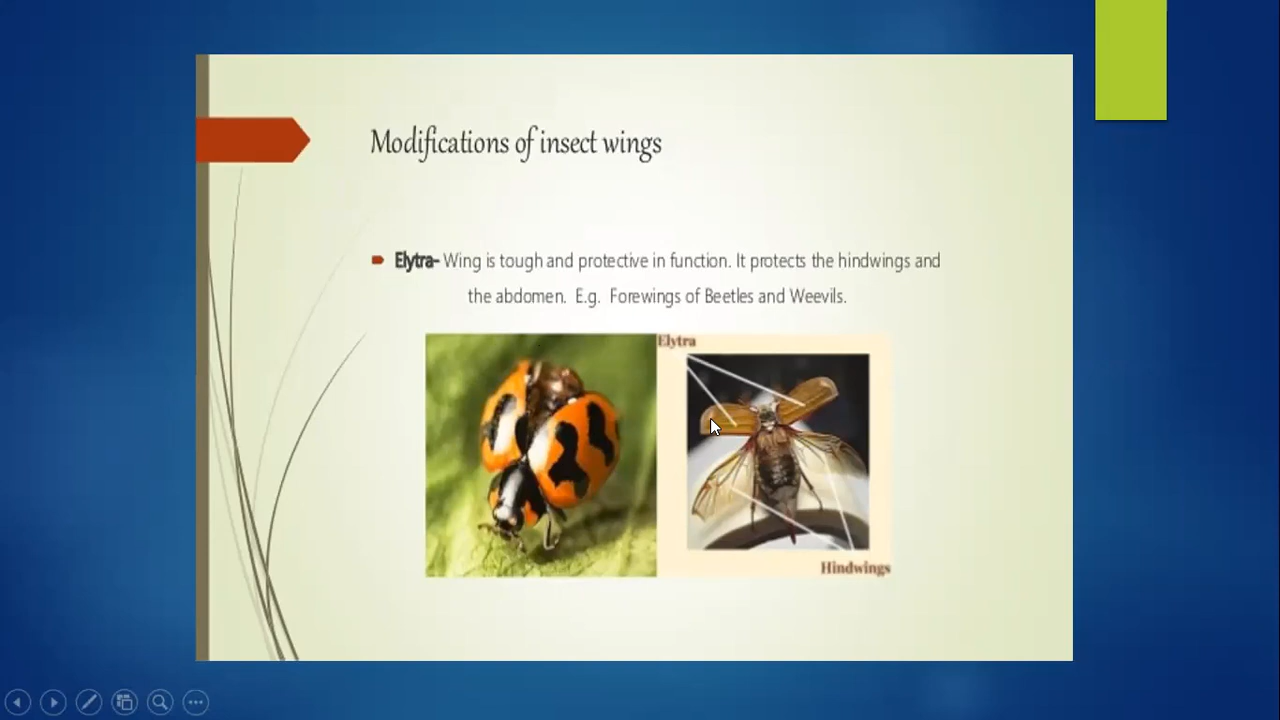 Modifications of insect wings
Elytra- Wing is tough and protective in function. It protects the hindwings and
the abdomen. E.g. Forewings of Beetles and Weevils.
Elytra
Hindwings